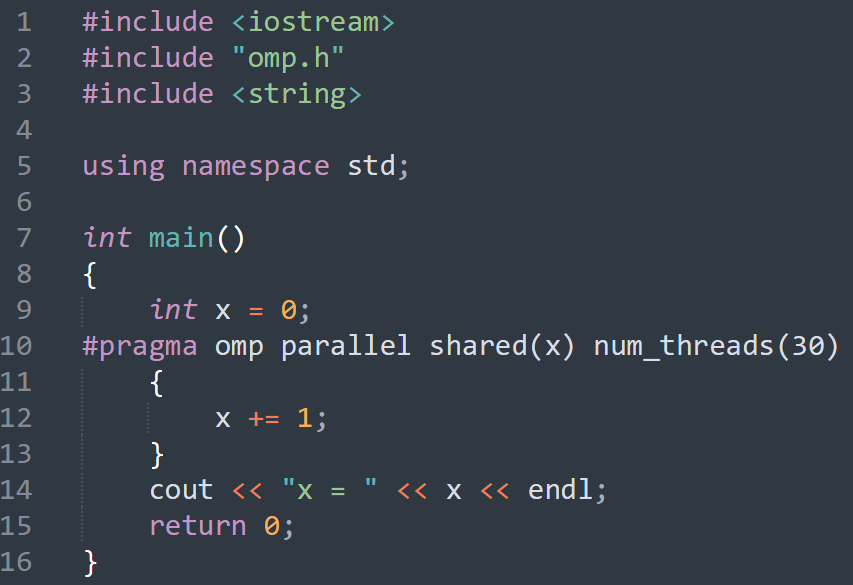 1 #include <iostream>
2 #include "omp.h"
3 #include <string>
4
5 using namespace std;
6
7 int main()
8 {
9     int x = 0;
10 #pragma omp parallel shared(x) num_threads(30)
11     {
12         x += 1;
13     }
14     cout << "x = " << x << endl;
15     return 0;
16 }